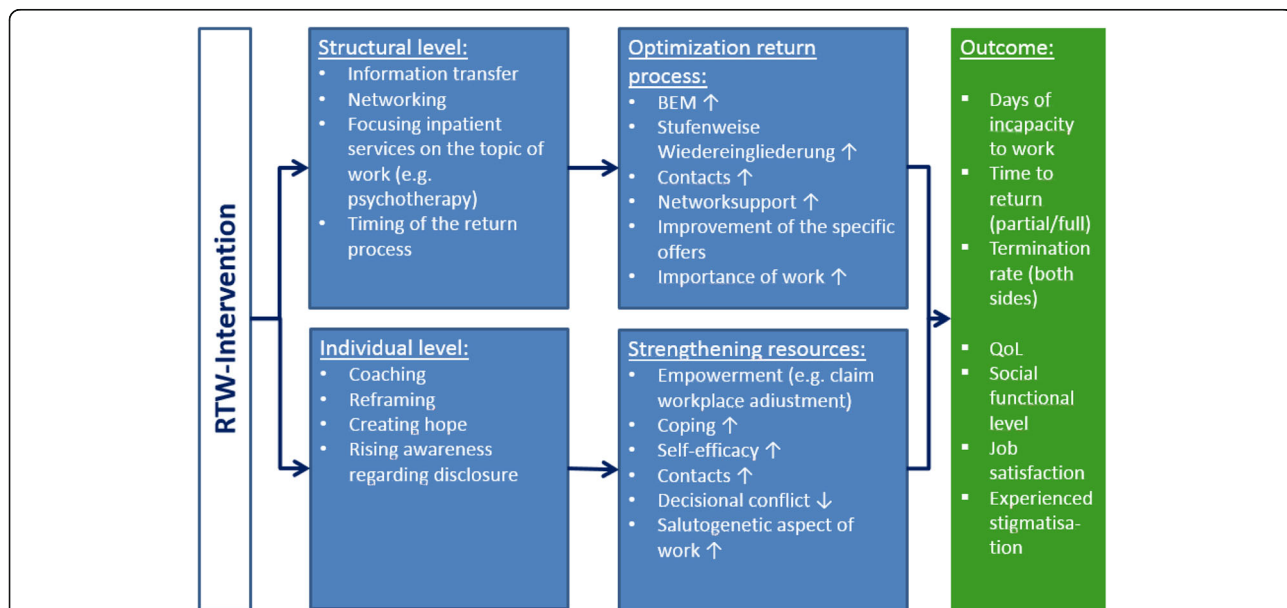 RTW-Intervention
Structural level:
• Information transfer
• Networking
• Focusing inpatient
services on the topic of
work (e.g.
psychotherapy)
• Timing of the return
process
Individual level:
• Coaching
• Reframing
• Creating hope
• Rising awareness
regarding disclosure
Optimization return
process:
• BEM ↑
• Stufenweise
Wiedereingliederung ↑
• Contacts ↑
• Networksupport ↑
• Improvement of the specific
offers
• Importance of work ↑
Strengthening resources:
• Empowerment (e.g. claim
workplace adiustment)
• Coping ↑
• Self-efficacy ↑
• Contacts ↑
• Decisional conflict ↓
• Salutogenetic aspect of
work ↑
Outcome:
▪ Days of
incapacity
to work
▪ Time to
return
(partial/full)
▪ Termination
rate (both
sides)
▪ QoL
▪ Social
functional
level
▪ Job
satisfaction
▪ Experienced
stigmatisa-
tion